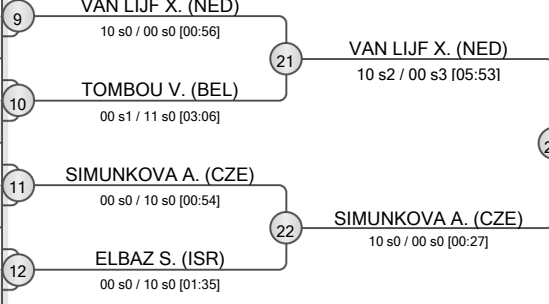 9
VAN LIJF X. (NED)
10 s0 / 00 s0 [00:56]
21
VAN LIJF X. (NED)
10 s2 / 00 s3 [05:53]
10
TOMBOU V. (BEL)
00 s1 / 11 s0 [03:06]
11
SIMUNKOVA A. (CZE)
00 s0 / 10 s0 [00:54]
22
SIMUNKOVA A. (CZE)
10 s0 / 00 s0 [00:27]
12
ELBAZ S. (ISR)
00 s0 / 10 s0 [01:35]